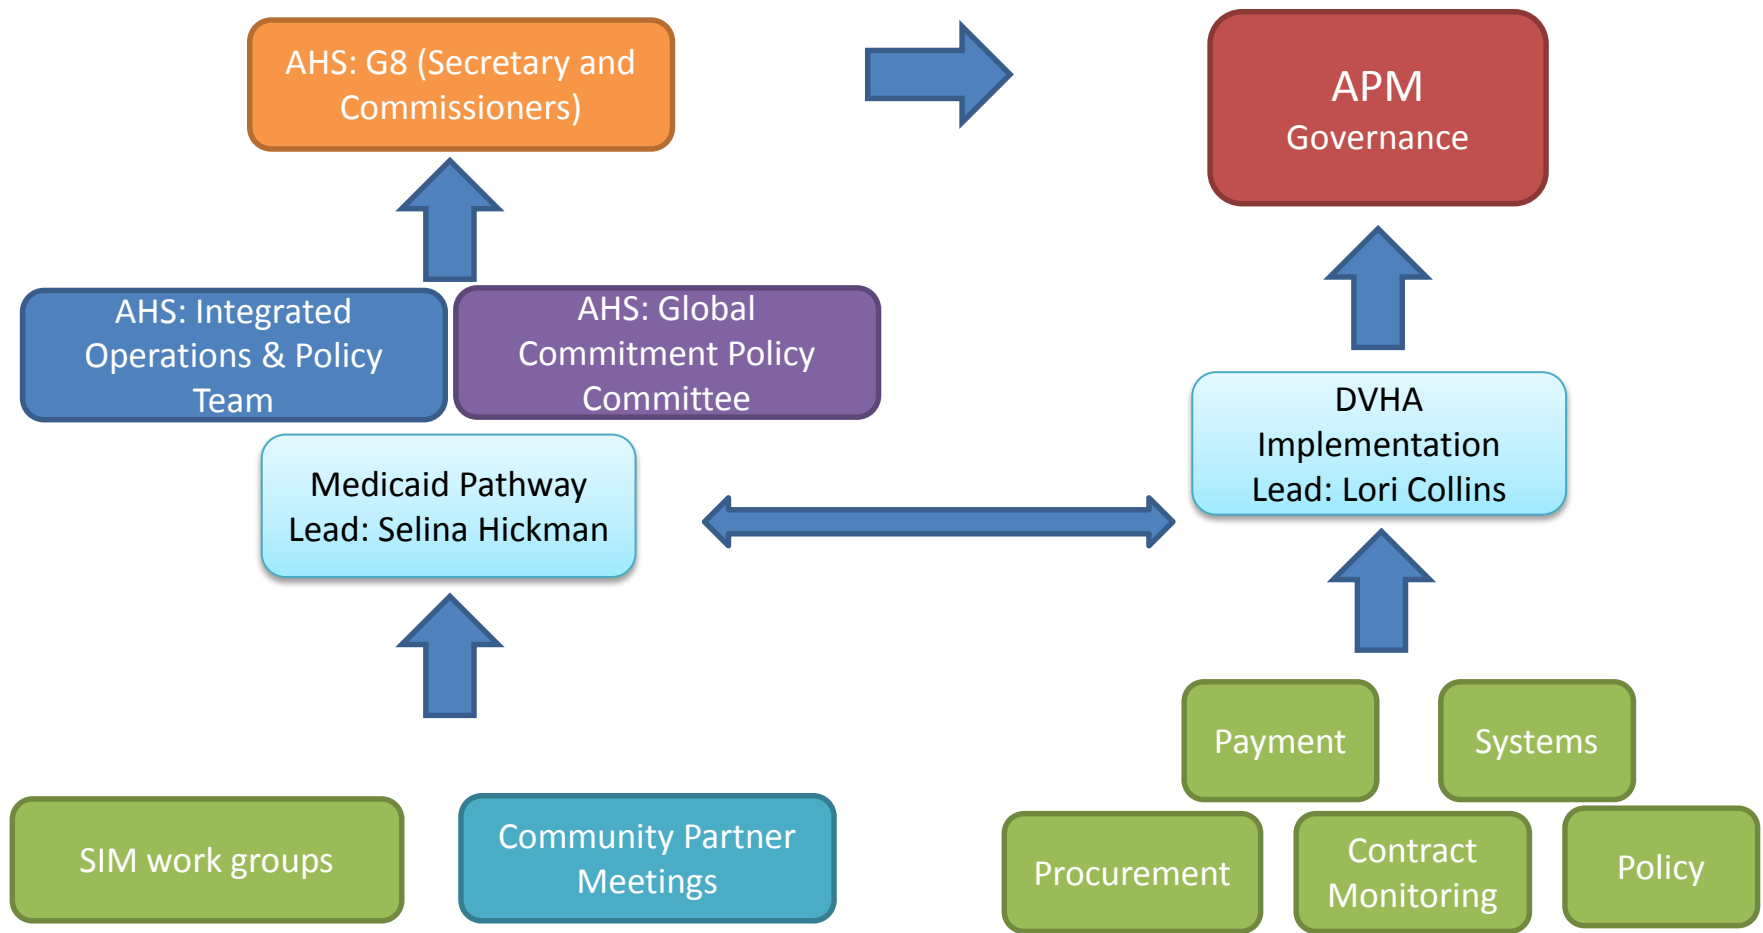 AHS: G8 (Secretary and
Commissioners)
APM
Governance
AHS: Integrated
Operations & Policy
Team
AHS: Global
Commitment Policy
Committee
DVHA
Implementation
Lead: Lori Collins
Medicaid Pathway
Lead: Selina Hickman
Payment
Systems
SIM work groups
Community Partner
Meetings
Procurement
Contract
Monitoring
Policy